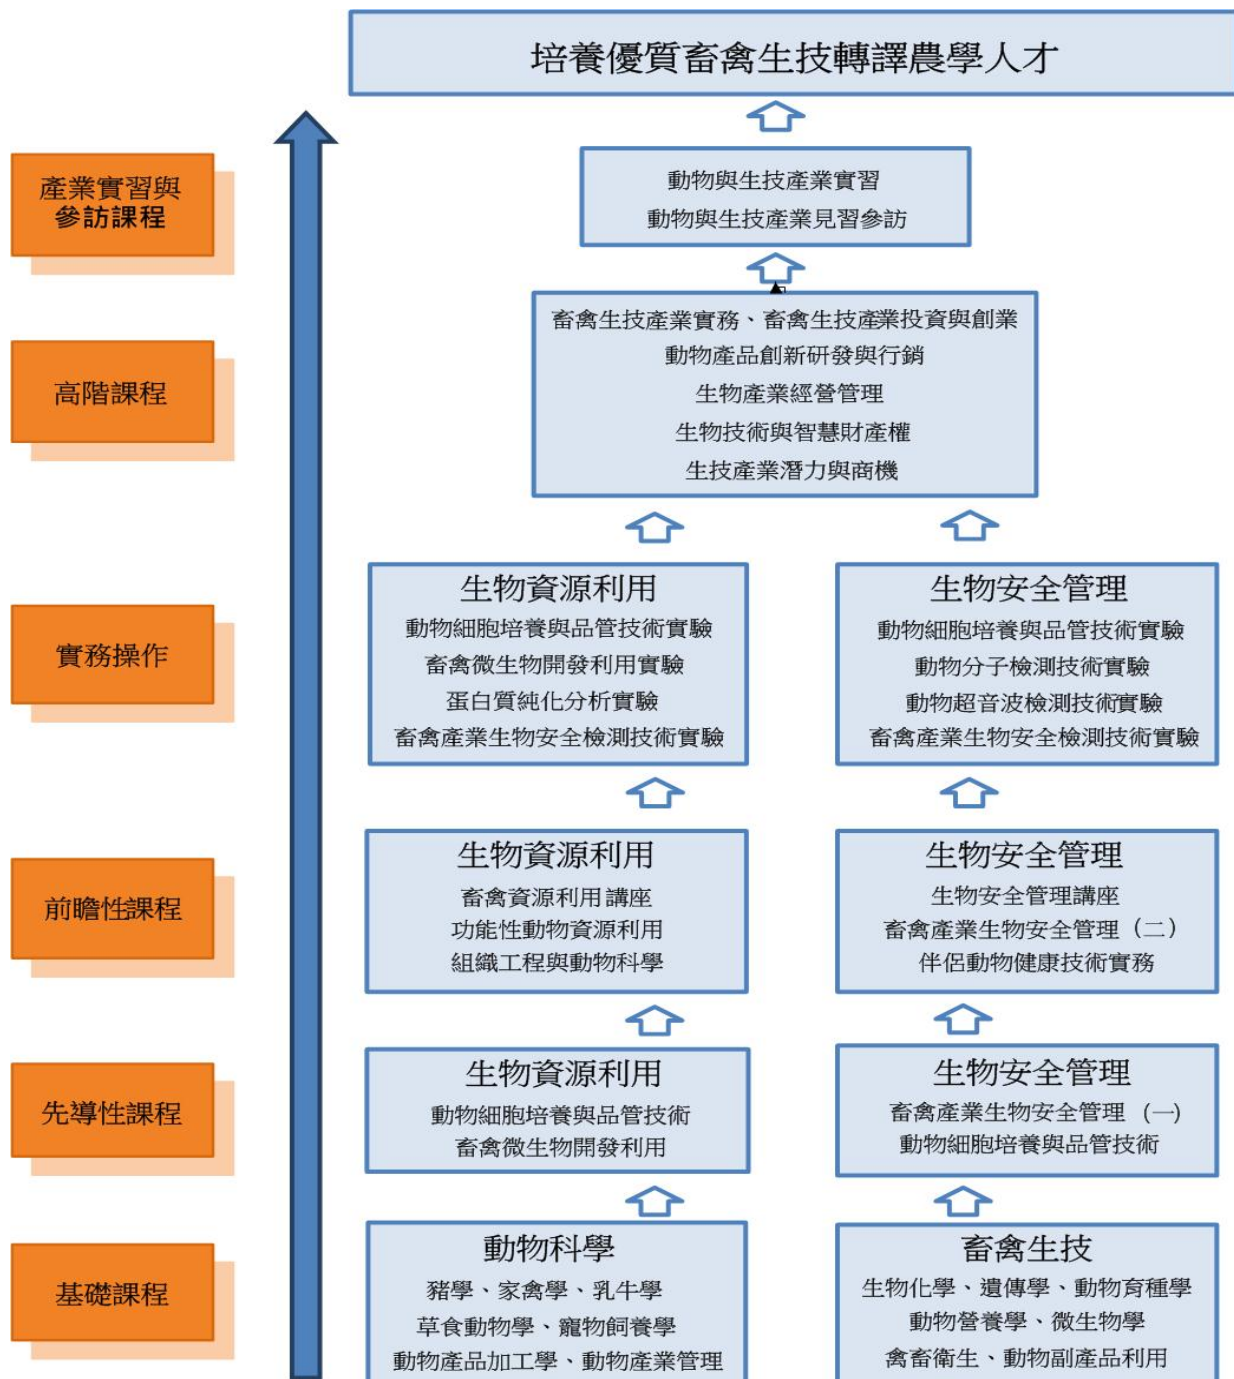 培養優質畜禽生技轉譯農學人才
產業實習與
參訪課程
動物與生技產業實習
動物與生技產業見習參訪
高階課程
畜禽生技產業實務、畜禽生技產業投資與創業
動物產品創新研發與行銷
生物產業經營管理
生物技術與智慧財產權
生技產業潛力與商機
實務操作
生物資源利用
動物細胞培養與品管技術實驗
畜禽微生物開發利用實驗
蛋白質純化分析實驗
畜禽產業生物安全檢測技術實驗
生物安全管理
動物細胞培養與品管技術實驗
動物分子檢測技術實驗
動物超音波檢測技術實驗
畜禽產業生物安全檢測技術實驗
前瞻性課程
生物資源利用
畜禽資源利用講座
功能性動物資源利用
組織工程與動物科學
生物安全管理
生物安全管理講座
畜禽產業生物安全管理（二）
伴侶動物健康技術實務
先導性課程
生物資源利用
動物細胞培養與品管技術
畜禽微生物開發利用
生物安全管理
畜禽產業生物安全管理 (一)
動物細胞培養與品管技術
基礎課程
動物科學
豬學、家禽學、乳牛學
草食動物學、寵物飼養學
動物產品加工學、動物產業管理
畜禽生技
生物化學、遺傳學、動物育種學
動物營養學、微生物學
禽畜衛生、動物副產品利用